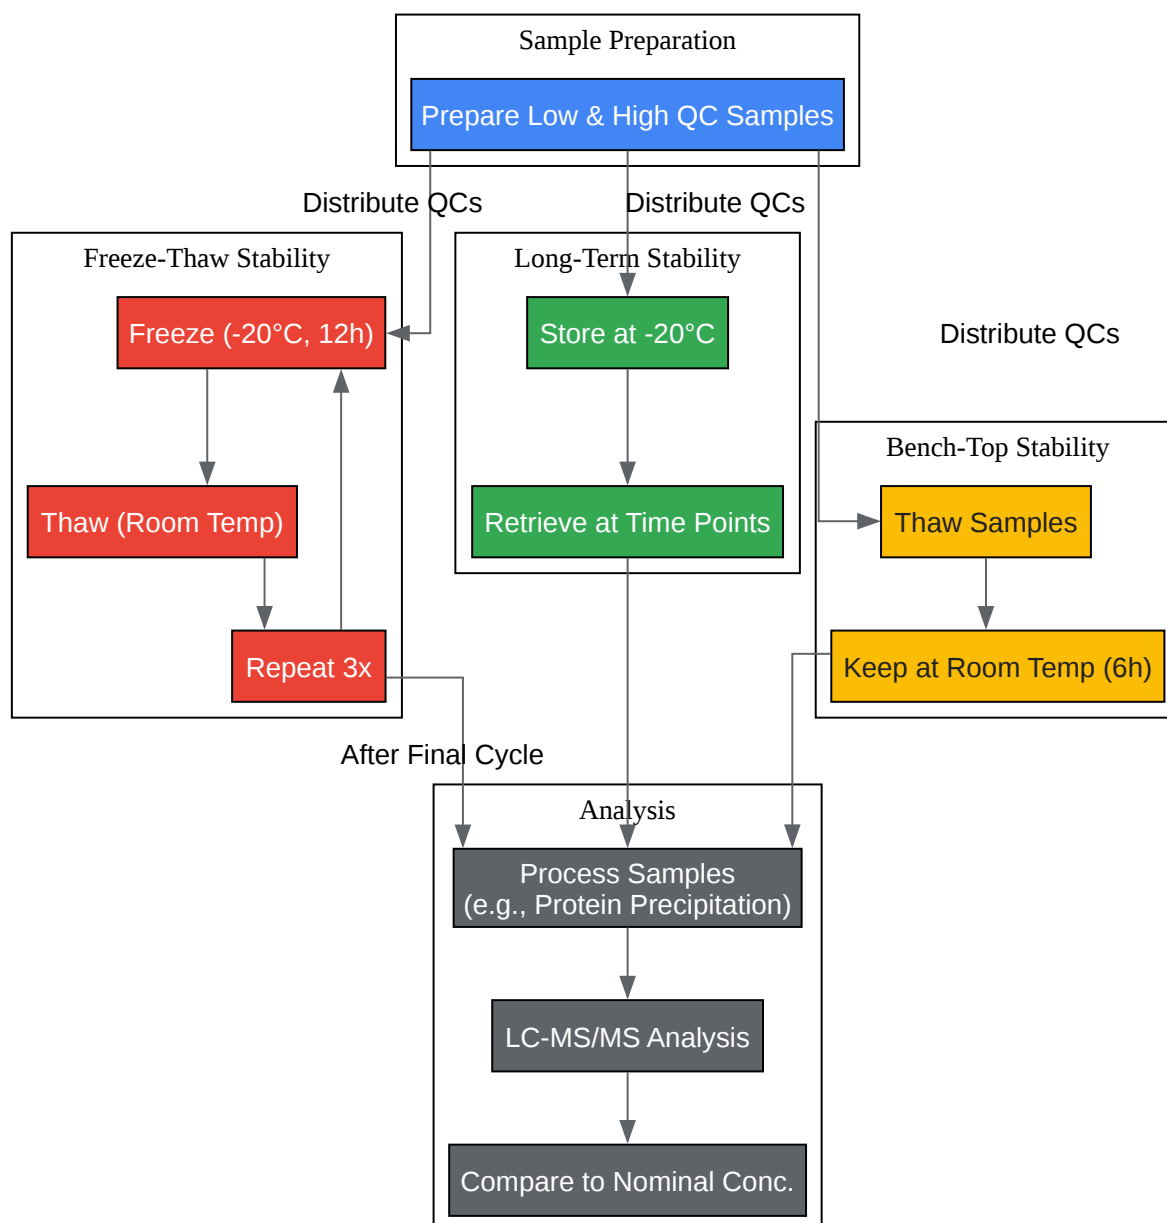 Sample Preparation
Prepare Low & High QC Samples
Distribute QCs
Distribute QCs
Distribute QCs
Freeze-Thaw Stability
Freeze (-20°C, 12h)
Thaw (Room Temp)
Repeat 3x
Long-Term Stability
Store at -20°C
Retrieve at Time Points
Bench-Top Stability
Thaw Samples
Keep at Room Temp (6h)
After Final Cycle
Analysis
Process Samples
(e.g., Protein Precipitation)
LC-MS/MS Analysis
Compare to Nominal Conc.